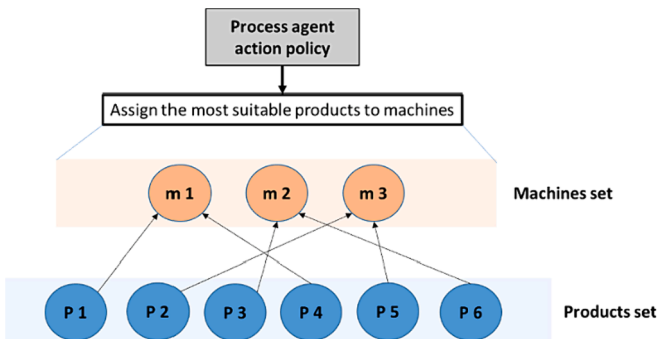 Process agent
action policy
Assign the most suitable products to machines
m 1 m 2 m 3 Machines set
P 1 P 2 P 3 P 4 P 5 P 6 Products set